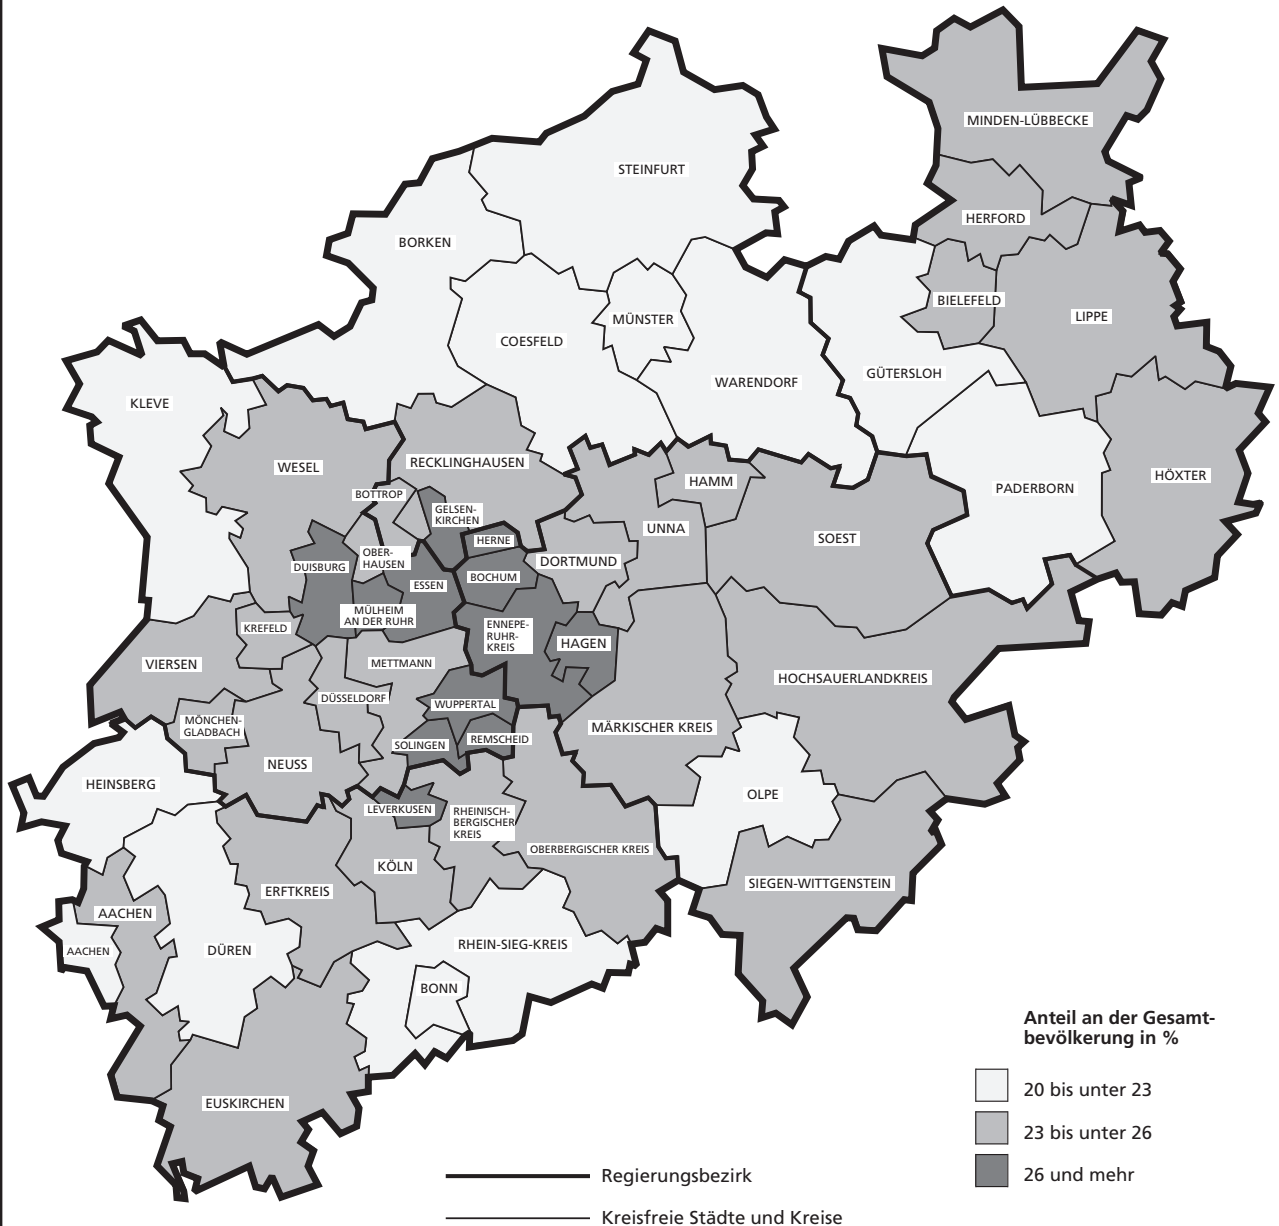 MINDEN-LÜBBECKE
STEINFURT
HERFORD
BORKEN
BIELEFELD
LIPPE
MÜNSTER
COESFELD
GÜTERSLOH
WARENDORF
KLEVE
RECKLINGHAUSEN
WESEL
HÖXTER
HAMM
PADERBORN
BOTTROP
GELSEN-
KIRCHEN
UNNA
SOEST
HERNE
OBER-
HAUSEN
DORTMUND
DUISBURG
BOCHUM
ESSEN
MÜLHEIM
AN DER RUHR
KREFELD
ENNEPE-
RUHR-
KREIS
HAGEN
VIERSEN
METTMANN
HOCHSAUERLANDKREIS
DÜSSELDORF
WUPPERTAL
MÖNCHEN-
GLADBACH
MÄRKISCHER KREIS
REMSCHEID
SOLINGEN
NEUSS
HEINSBERG
OLPE
LEVERKUSEN
RHEINISCH-
BERGISCHER
KREIS
OBERBERGISCHER KREIS
KÖLN
SIEGEN-WITTGENSTEIN
ERFTKREIS
AACHEN
RHEIN-SIEG-KREIS
AACHEN
DÜREN
BONN
EUSKIRCHEN
Anteil an der Gesamt-
bevölkerung in %
20 bis unter 23
23 bis unter 26
26 und mehr
Regierungsbezirk
Kreisfreie Städte und Kreise